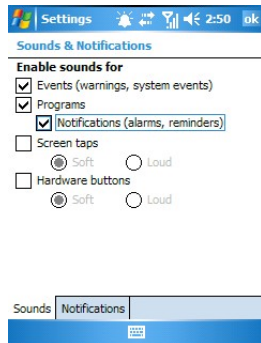 Settings 2:50 ok
Sounds & Notifications
Enable sounds for
Events (warnings, system events)
Programs
Notifications (alarms, reminders)
Screen taps
Soft Loud
Hardware buttons
Soft Loud
Sounds Notifications